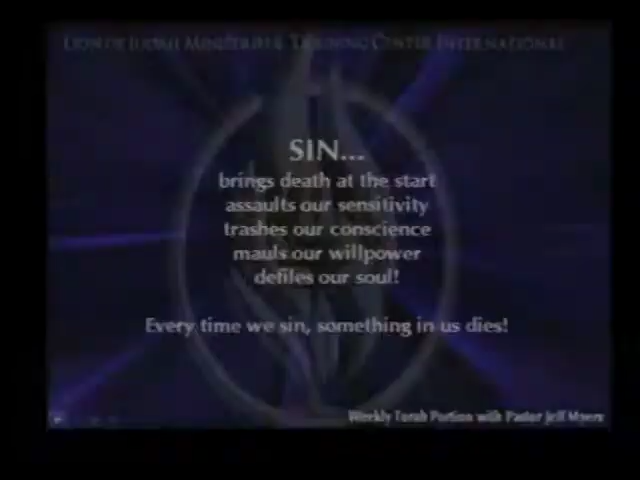 LION OF JUDAH MINISTRIES TRAINING CENTER INTERNATIONAL
SIN...
brings death at the start
assaults our sensitivity
trashes our conscience
mauls our willpower
defiles our soul!
Every time we sin, something in us dies!
Weekly Torah Portion with Pastor Jeff Myers